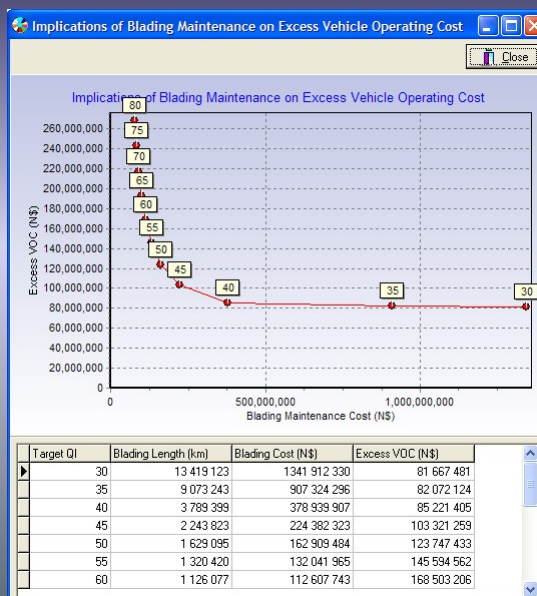 Implications of Blading Maintenance on Excess Vehicle Operating Cost
Close
Implications of Blading Maintenance on Excess Vehicle Operating Cost
80
75
70
65
60
55
50
45
40
35
30
260,000,000
240,000,000
220,000,000
200,000,000
180,000,000
160,000,000
140,000,000
120,000,000
100,000,000
80,000,000
60,000,000
40,000,000
20,000,000
0
Excess VOC (N$)
0 500,000,000 1,000,000,000
Blading Maintenance Cost (N$)
Target QI Blading Length (km) Blading Cost (N$) Excess VOC (N$)
30 13 419 123 1341 912 330 81 667 481
35 9 073 243 907 324 296 82 072 124
40 3 789 399 378 939 907 85 221 405
45 2 243 823 224 382 323 103 321 259
50 1 629 095 162 909 484 123 747 433
55 1 320 420 132 041 965 145 594 562
60 1 126 077 112 607 743 168 503 206